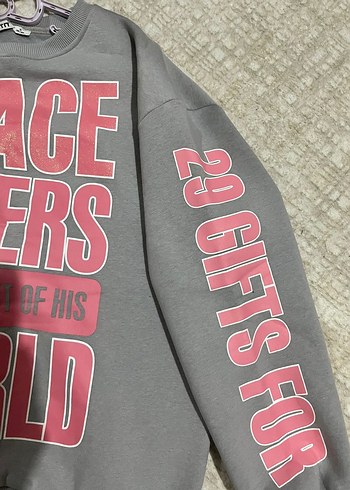 ACE
ERS
T OF HIS
RLD
29 GIFTS FOR